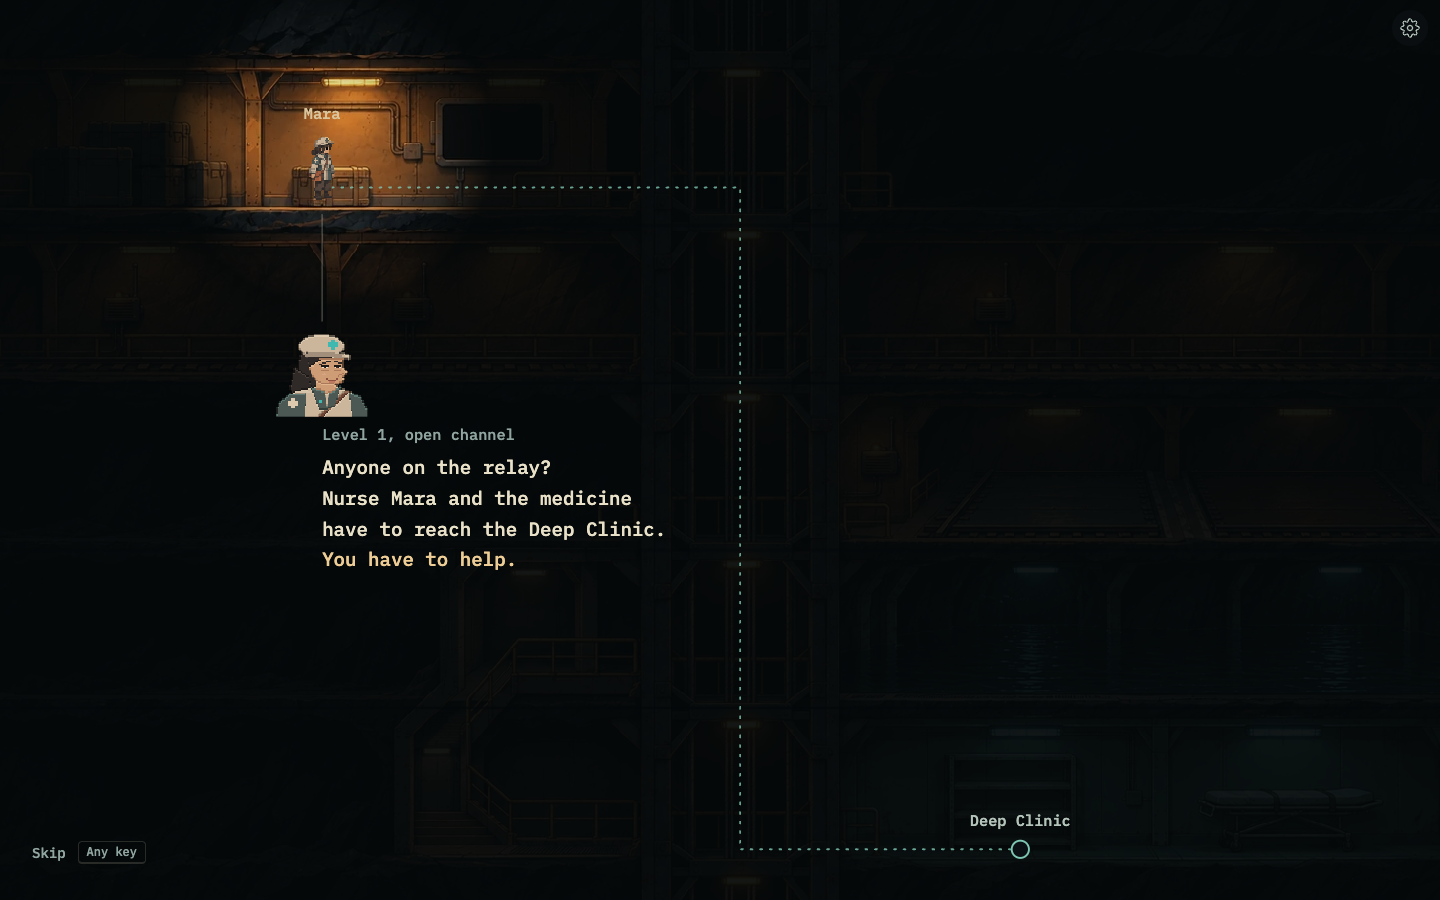 Mara
Level 1, open channel
Anyone on the relay?
Nurse Mara and the medicine
have to reach the Deep Clinic.
You have to help.
Deep Clinic
Skip Any key